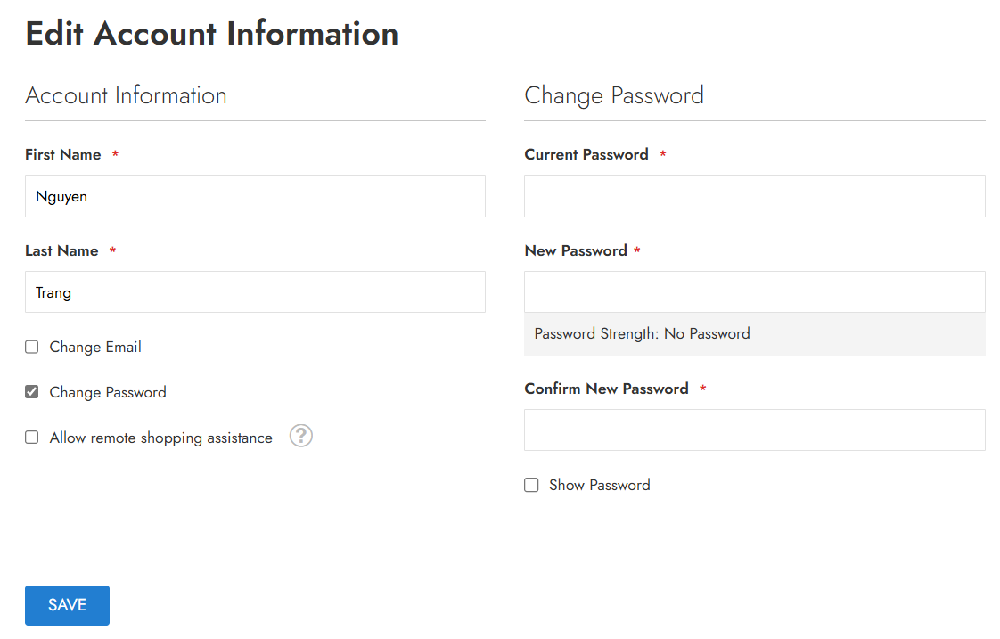 Edit Account Information
Account Information
First Name *
Nguyen
Last Name *
Trang
Change Email
Change Password
Allow remote shopping assistance ?
Change Password
Current Password *
New Password *
Password Strength: No Password
Confirm New Password *
Show Password
SAVE